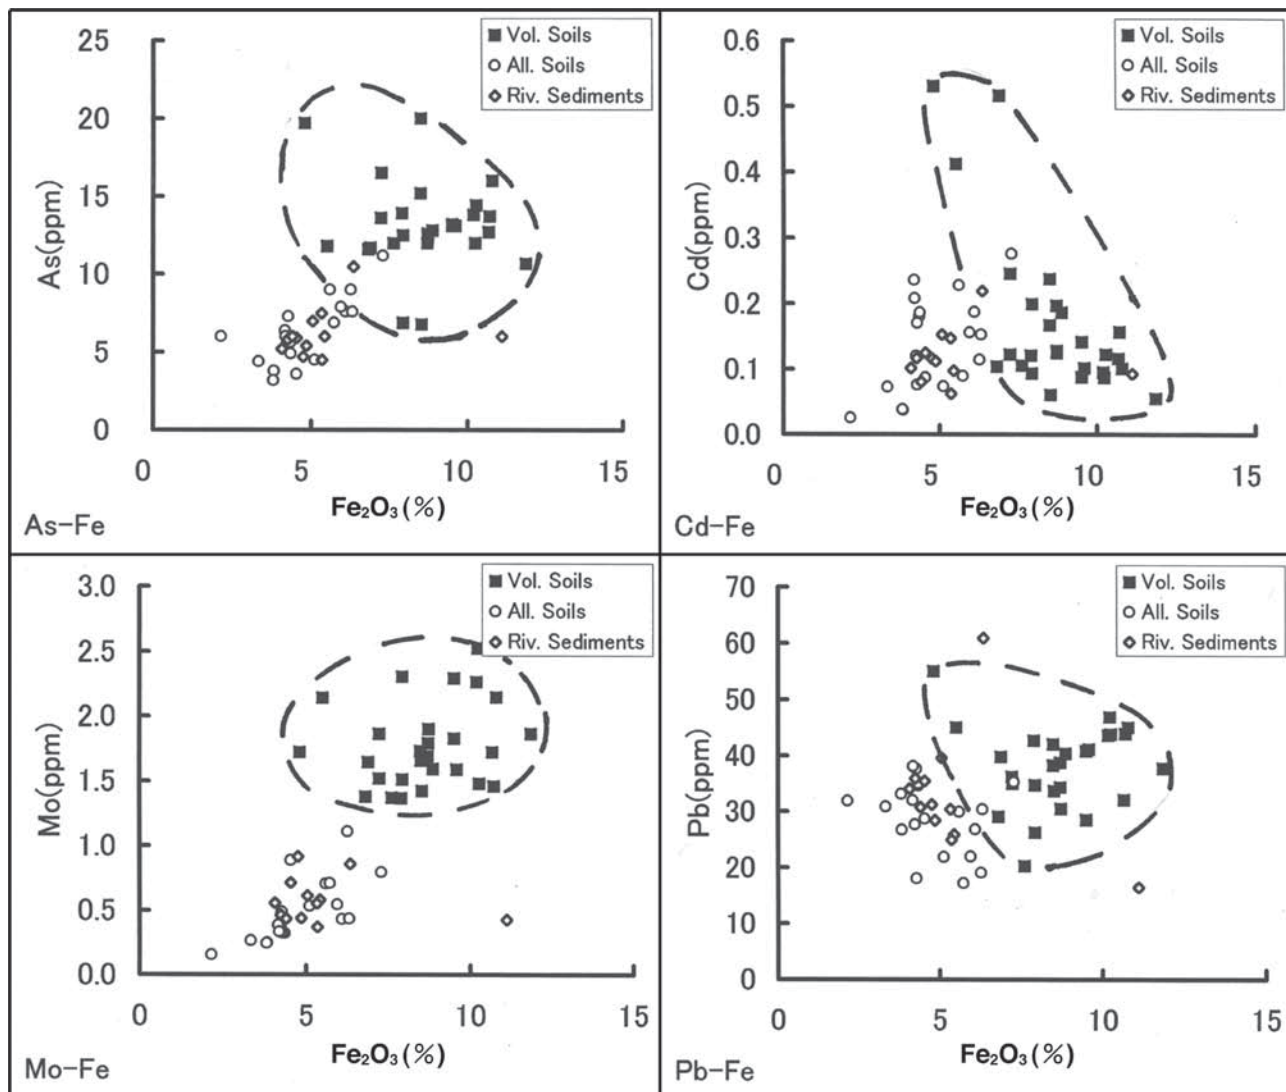 25
20
15
10
5
0
As(ppm)
Vol. Soils
All. Soils
Riv. Sediments
0 5 10 15
Fe₂O₃(%)
As-Fe
0.6
0.5
0.4
0.3
0.2
0.1
0.0
Cd(ppm)
Vol. Soils
All. Soils
Riv. Sediments
0 5 10 15
Fe₂O₃(%)
Cd-Fe
3.0
2.5
2.0
1.5
1.0
0.5
0.0
Mo(ppm)
Vol. Soils
All. Soils
Riv. Sediments
0 5 10 15
Fe₂O₃(%)
Mo-Fe
70
60
50
40
30
20
10
0
Pb(ppm)
Vol. Soils
All. Soils
Riv. Sediments
0 5 10 15
Fe₂O₃(%)
Pb-Fe